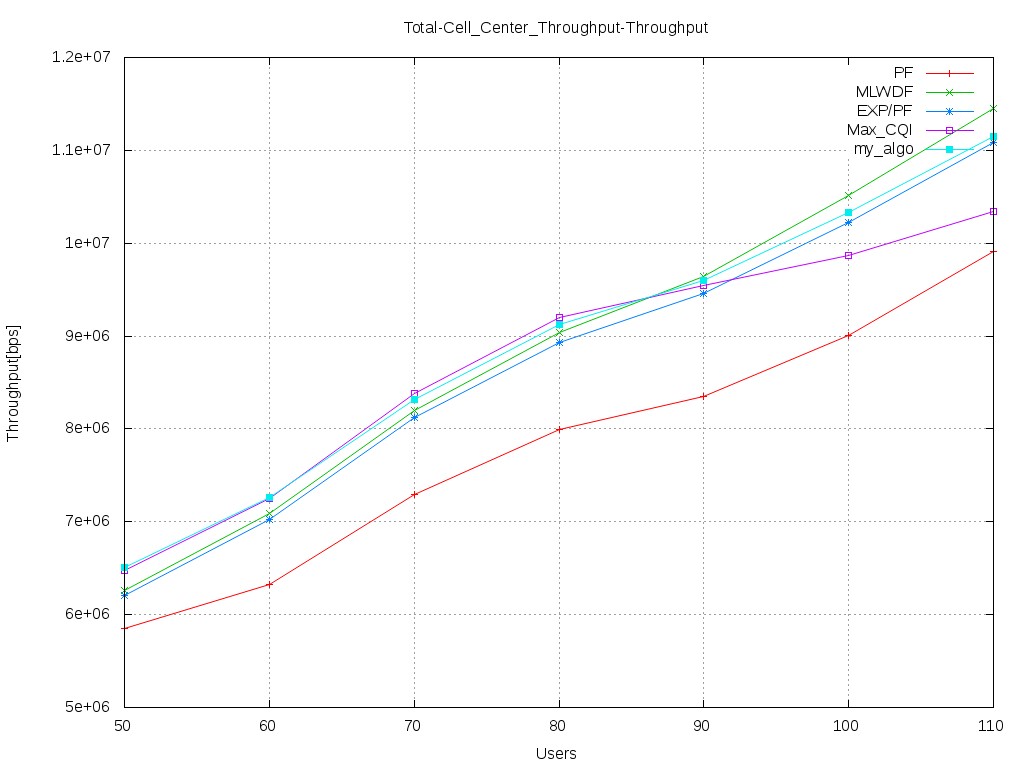 Total-Cell_Center_Throughput-Throughput
1.2e+07
1.1e+07
1e+07
9e+06
8e+06
7e+06
6e+06
5e+06
Throughput[bps]
PF
MLWDF
EXP/PF
Max_CQI
my_algo
50 60 70 80 90 100 110
Users